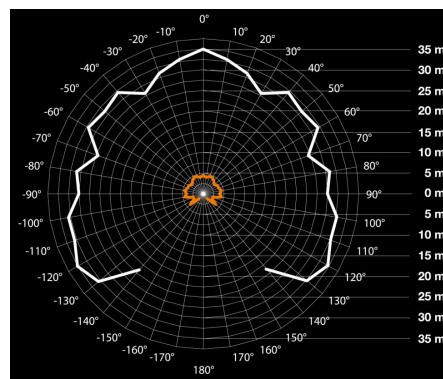 0°
-10° 10°
-20° 20°
-30° 30° 35 m
-40° 40° 30 m
-50° 50° 25 m
-60° 60° 20 m
-70° 70° 15 m
10 m
-80° 80° 5 m
-90° 90° 0 m
-100° 100° 5 m
-110° 110° 10 m
15 m
-120° 120° 20 m
-130° 130° 25 m
-140° 140° 30 m
-150° 150°
-160° 170° 160° 35 m
-170°
180°